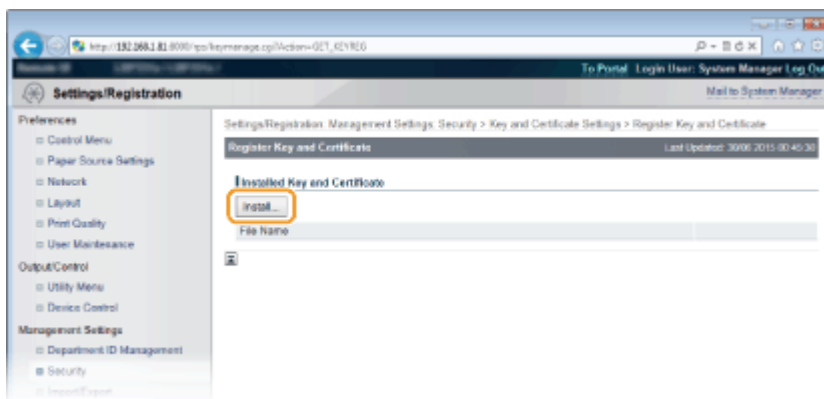 To Portal Login User: System Manager Log Ou
Settings/Registration
Mail to System Manager
Preferences
Control Menu
Paper Source Settings
Network
Layout
Print Quality
User Maintenance
Output/Control
Utility Menu
Device Control
Management Settings
Department ID Management
Security
Import/Export
Settings/Registration: Management Settings: Security > Key and Certificate Settings > Register Key and Certificate
Register Key and Certificate
Last Updated: 30/06 2015 00:45:30
Installed Key and Certificate
Install...
File Name